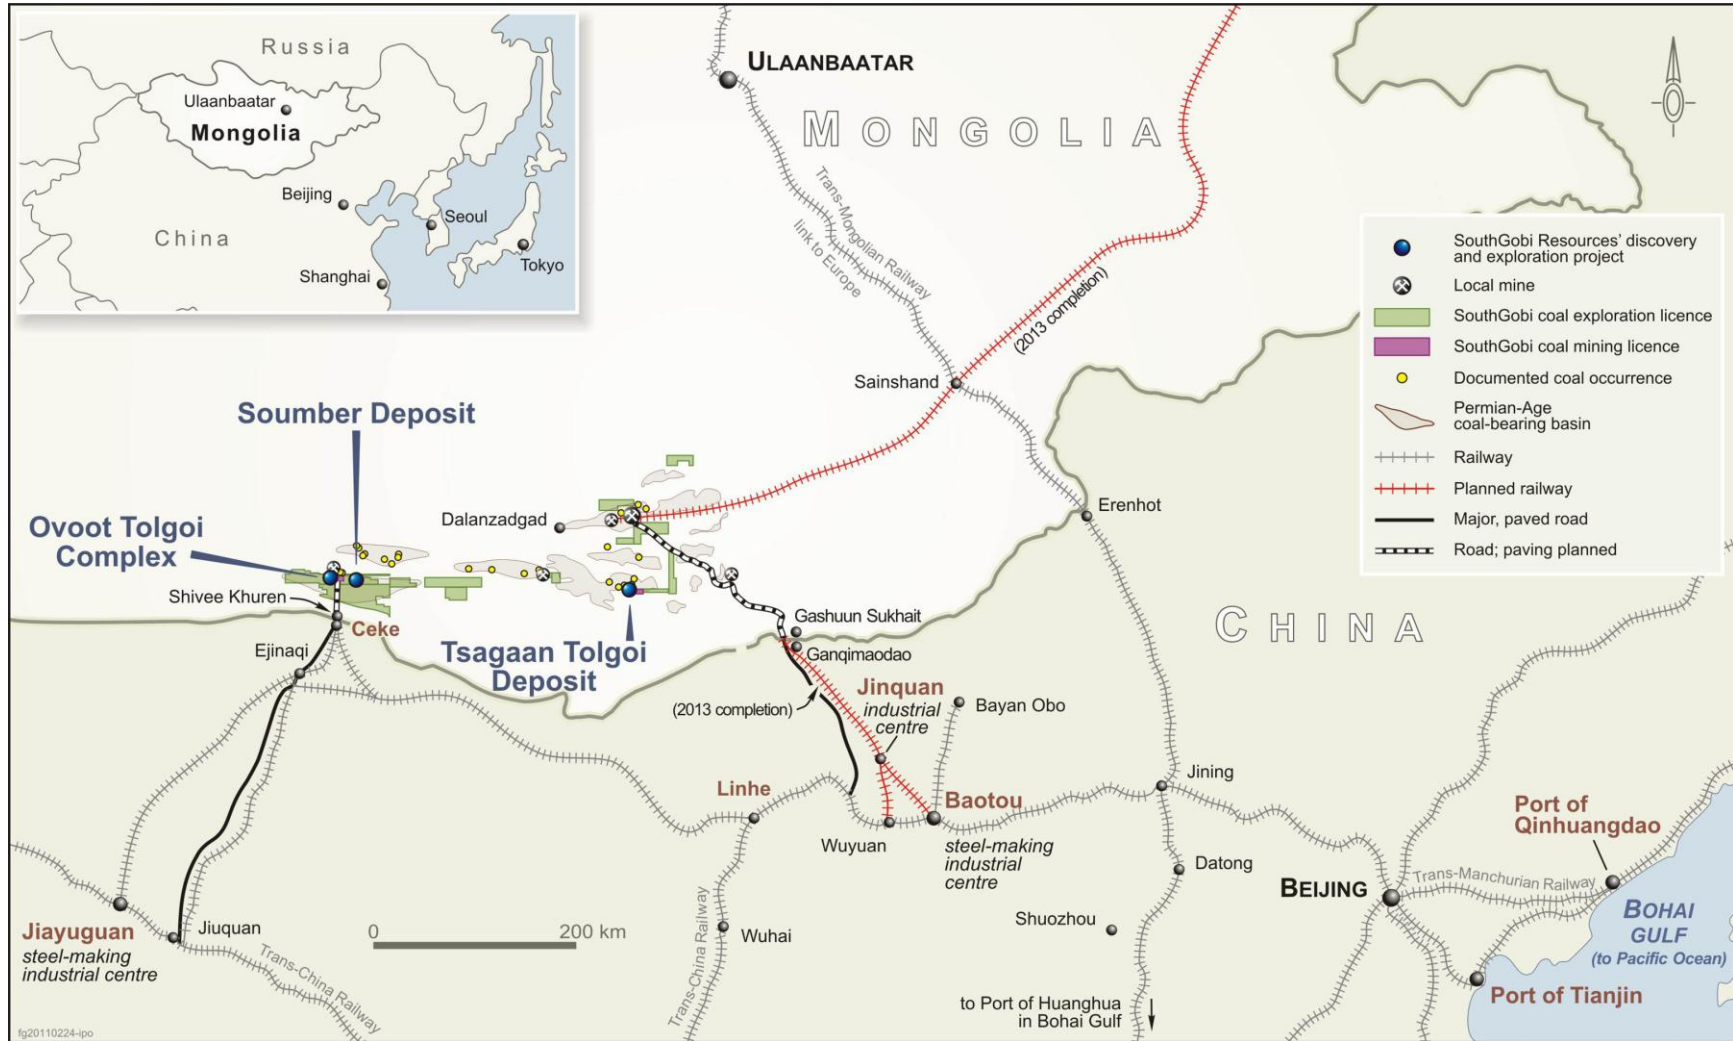 Russia
Ulaanbaatar
Mongolia
Beijing
Seoul
China
Tokyo
Shanghai
ULAANBAATAR
MONGOLIA
Trans-Mongolian Railway
link to Europe
(2013 completion)
SouthGobi Resources' discovery
and exploration project
Local mine
SouthGobi coal exploration licence
SouthGobi coal mining licence
Documented coal occurrence
Permian-Age
coal-bearing basin
Railway
Planned railway
Major, paved road
Road; paving planned
Sainshand
Soumber Deposit
Erenhot
Dalanzadgad
Ovoot Tolgoi
Complex
Shivee Khuren
Ceke
Ejinaqi
Tsagaan Tolgoi
Deposit
Gashuun Sukhait
Ganqimaodao
CHINA
(2013 completion)
Jinquan
industrial
centre
Bayan Obo
Jining
Linhe
Baotou
steel-making
industrial
centre
Wuyuan
Datong
Port of
Qinhuangdao
BEIJING
Trans-Manchurian Railway
BOHAI
GULF
(to Pacific Ocean)
Jiayuguan
steel-making
industrial centre
Jiuquan
Trans-China Railway
0
200 km
Trans-China Railway
Wuhai
Shuozhou
to Port of Huanghua
in Bohai Gulf
Port of Tianjin
fg20110224-ipo